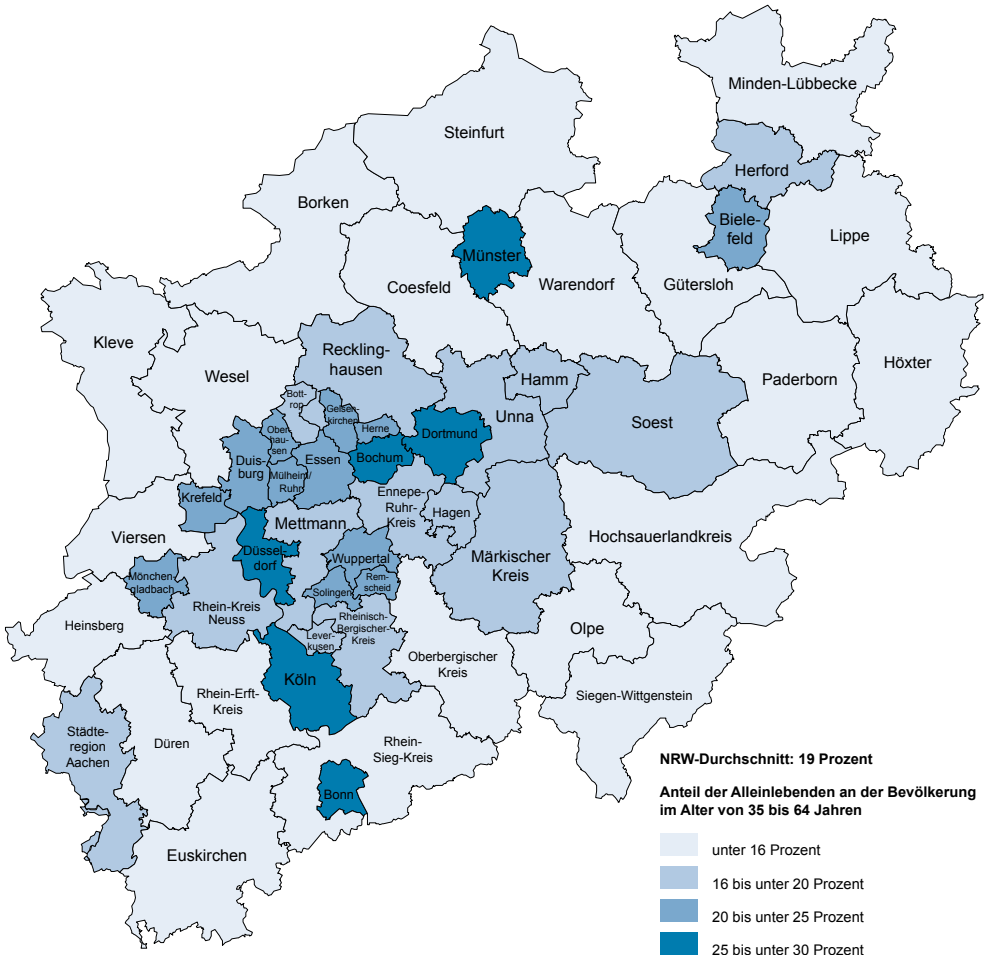 Minden-Lübbecke
Steinfurt
Herford
Borken
Biele-
feld
Lippe
Münster
Coesfeld
Warendorf
Gütersloh
Kleve
Reckling-
hausen
Höxter
Wesel
Hamm
Paderborn
Bott-
rop
Gelsen-
kirchen
Unna
Soest
Ober-
hau-
sen
Herne
Dortmund
Duis-
burg
Essen
Bochum
Mülheim/
Ruhr
Krefeld
Ennepe-
Ruhr-
Kreis
Hagen
Mettmann
Viersen
Hochsauerlandkreis
Düssel-
dorf
Wuppertal
Märkischer
Kreis
Mönchen-
gladbach
Rem-
scheid
Solingen
Rhein-Kreis
Neuss
Heinsberg
Rheinisch-
Bergischer-
Kreis
Olpe
Lever-
kusen
Oberbergischer
Kreis
Köln
Rhein-Erft-
Kreis
Siegen-Wittgenstein
Städte-
region
Aachen
Düren
Rhein-
Sieg-Kreis
Bonn
Euskirchen
NRW-Durchschnitt: 19 Prozent
Anteil der Alleinlebenden an der Bevölkerung
im Alter von 35 bis 64 Jahren
unter 16 Prozent
16 bis unter 20 Prozent
20 bis unter 25 Prozent
25 bis unter 30 Prozent